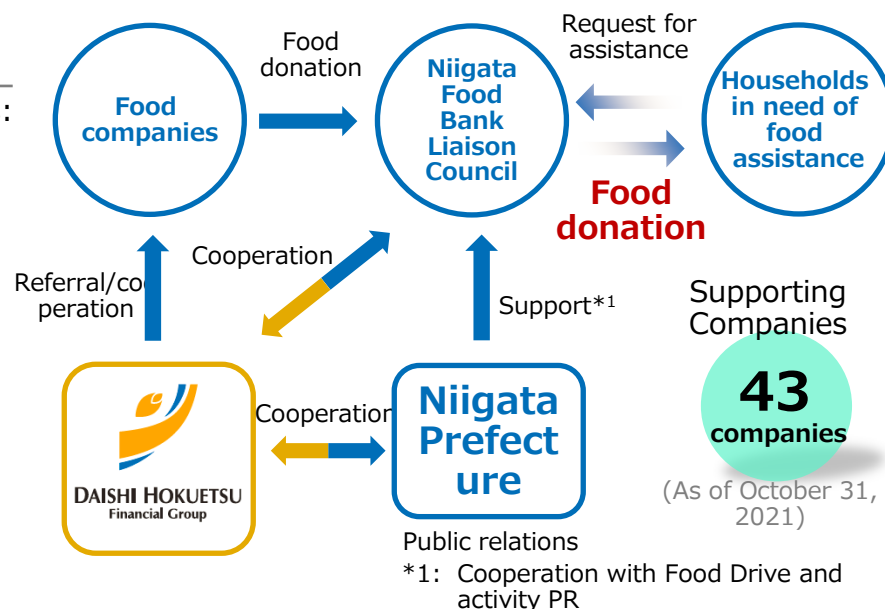 Food
donation
Request for
assistance
:
Food
companies
Niigata
Food
Bank
Liaison
Council
Households
in need of
food
assistance
Food
donation
Cooperation
Referral/coo
peration
Support*1
Supporting
Companies
43
companies
(As of October 31,
2021)
DAISHI HOKUETSU
Financial Group
Cooperation
Niigata
Prefect
ure
Public relations
*1: Cooperation with Food Drive and
activity PR